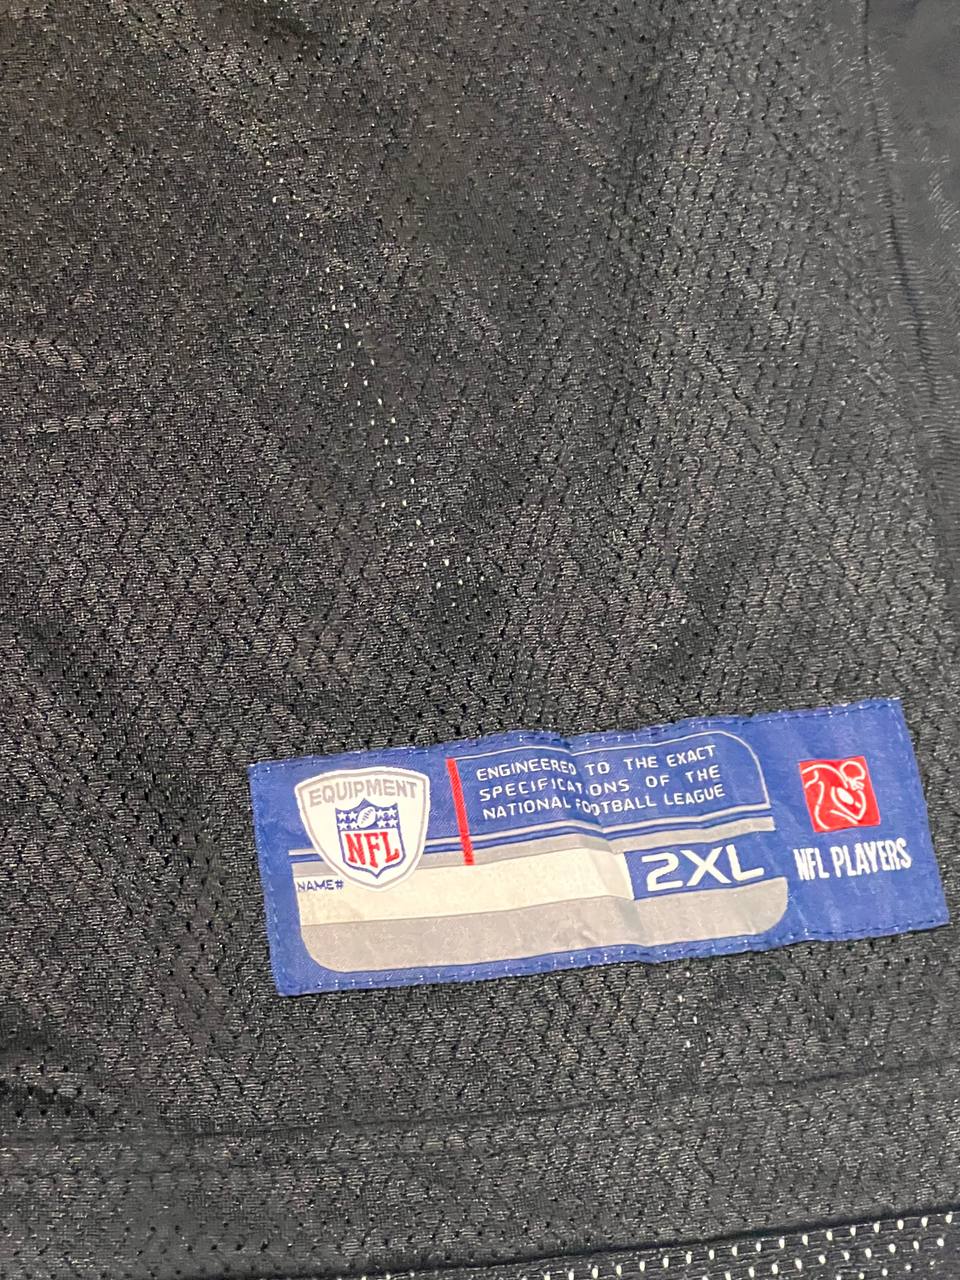 EQUIPMENT
NFL
NAME#
ENGINEERED TO THE EXACT
SPECIFICATIONS OF THE
NATIONAL FOOTBALL LEAGUE
2XL
NFL PLAYERS